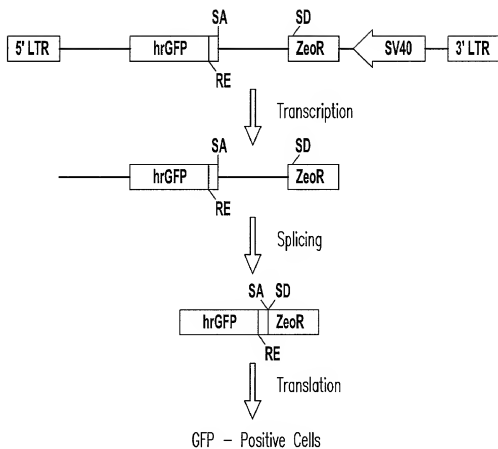 SA SD
5' LTR hrGFP ZeoR SV40 3' LTR
RE
Transcription
SA SD
hrGFP ZeoR
RE
Splicing
SA SD
hrGFP ZeoR
RE
Translation
GFP – Positive Cells